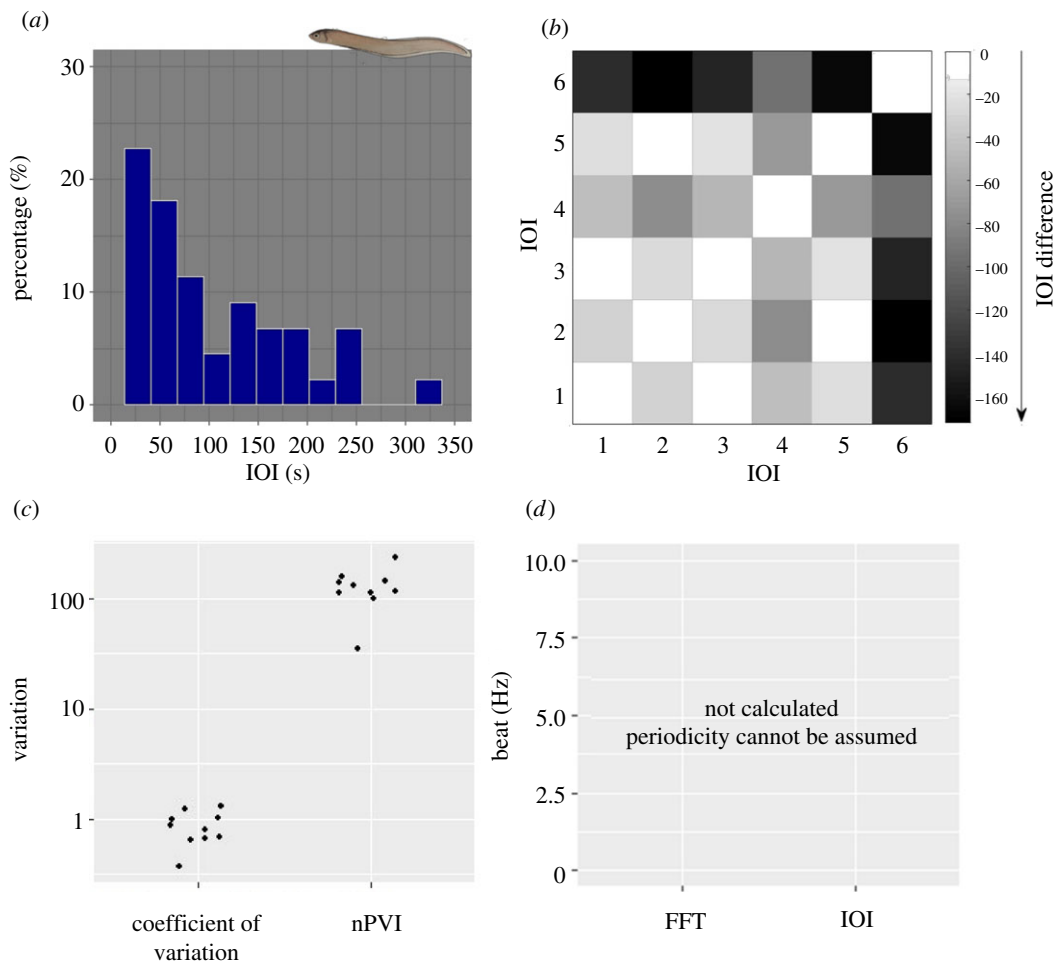 (a)
30
20
10
0
percentage (%)
0 50 100 150 200 250 300 350
IOI (s)
(b)
6
5
4
3
2
1
IOI
1 2 3 4 5 6
IOI
0
−20
−40
−60
−80
−100
−120
−140
−160
IOI difference
(c)
100
10
1
variation
coefficient of
variation
nPVI
(d)
10.0
7.5
5.0
2.5
0
beat (Hz)
not calculated
periodicity cannot be assumed
FFT IOI